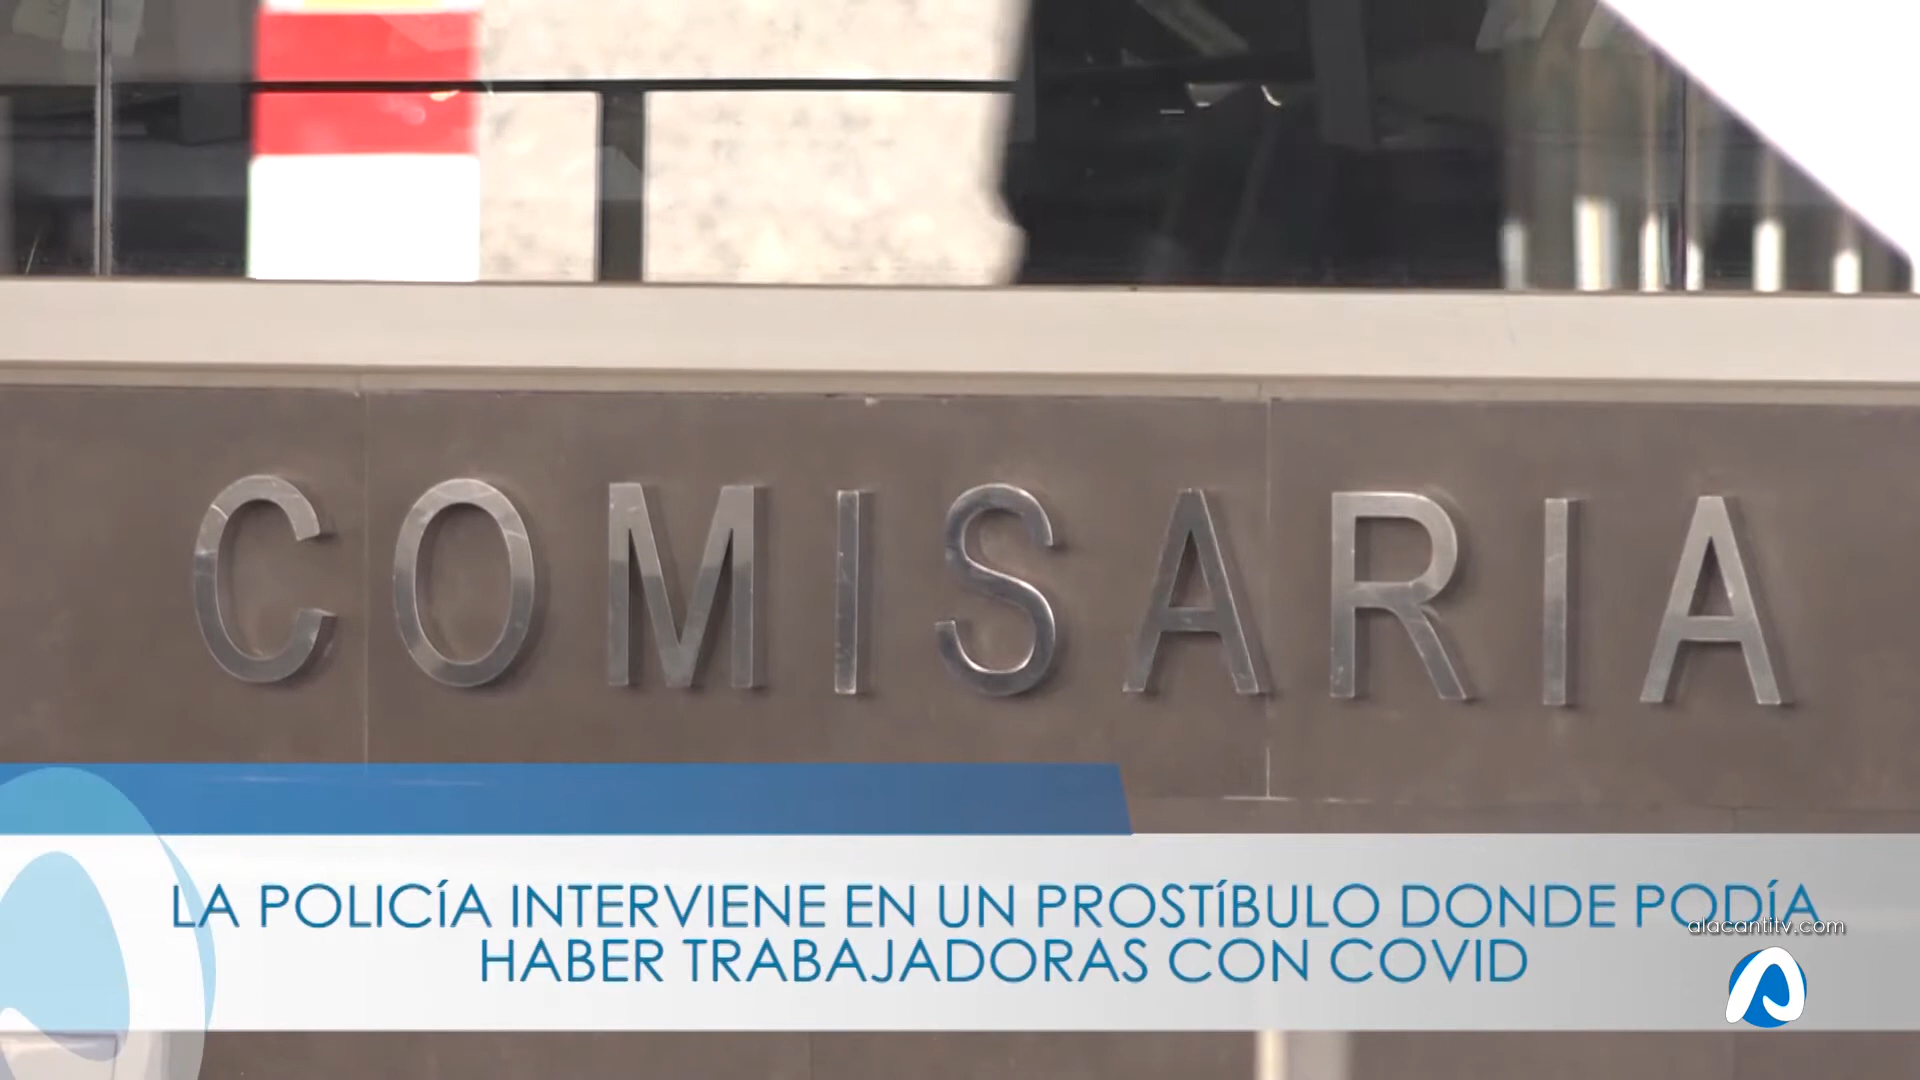 COMISARIA
LA POLICÍA INTERVIENE EN UN PROSTÍBULO DONDE PODÍA
alacantitv.com
HABER TRABAJADORAS CON COVID